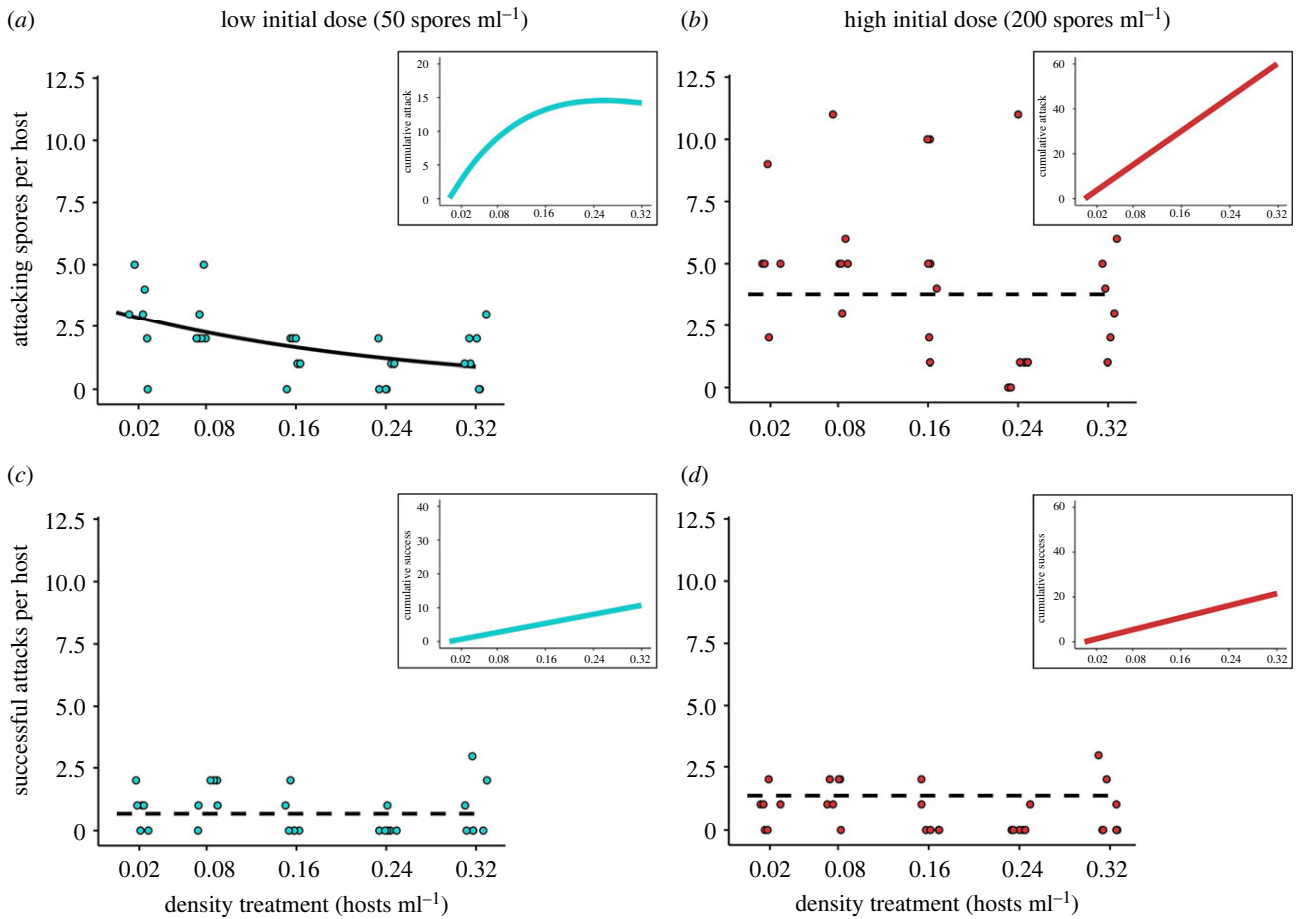 (a) low initial dose (50 spores ml⁻¹)
(b) high initial dose (200 spores ml⁻¹)
attacking spores per host
12.5
10.0
7.5
5.0
2.5
0
0.02 0.08 0.16 0.24 0.32
cumulative attack
20
15
10
5
0
0.02 0.08 0.16 0.24 0.32
12.5
10.0
7.5
5.0
2.5
0
0.02 0.08 0.16 0.24 0.32
cumulative attack
60
40
20
0
0.02 0.08 0.16 0.24 0.32
(c)
successful attacks per host
12.5
10.0
7.5
5.0
2.5
0
0.02 0.08 0.16 0.24 0.32
density treatment (hosts ml⁻¹)
cumulative success
40
30
20
10
0
0.02 0.08 0.16 0.24 0.32
(d)
12.5
10.0
7.5
5.0
2.5
0
0.02 0.08 0.16 0.24 0.32
density treatment (hosts ml⁻¹)
cumulative success
60
40
20
0
0.02 0.08 0.16 0.24 0.32